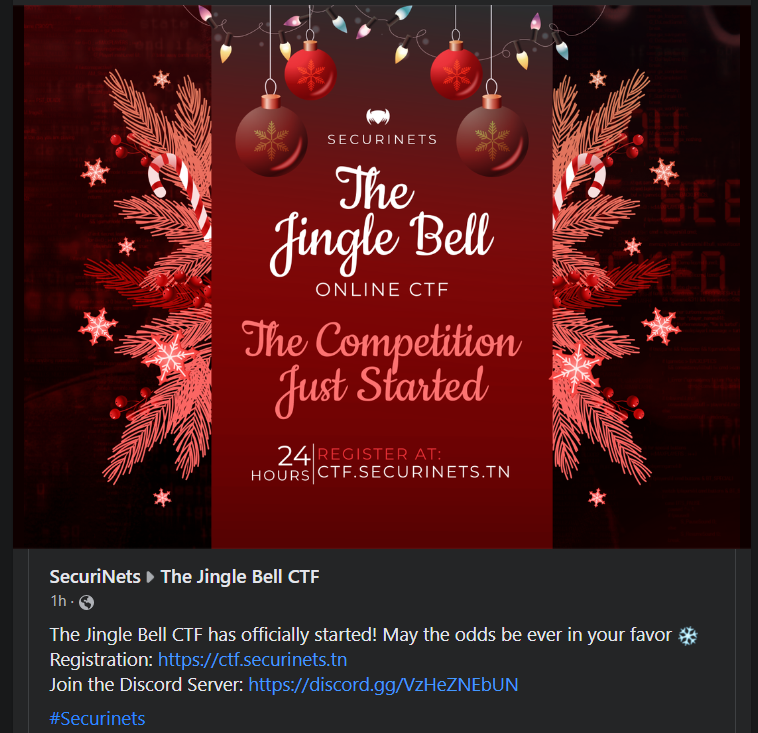 SECURINETS
The
Jingle Bell
ONLINE CTF
The Competition
Just Started
24
HOURS
REGISTER AT:
CTF.SECURINETS.TN
SecuriNets The Jingle Bell CTF
1h ·
The Jingle Bell CTF has officially started! May the odds be ever in your favor ❄️
Registration: https://ctf.securinets.tn
Join the Discord Server: https://discord.gg/VzHeZNEbUN
#Securinets